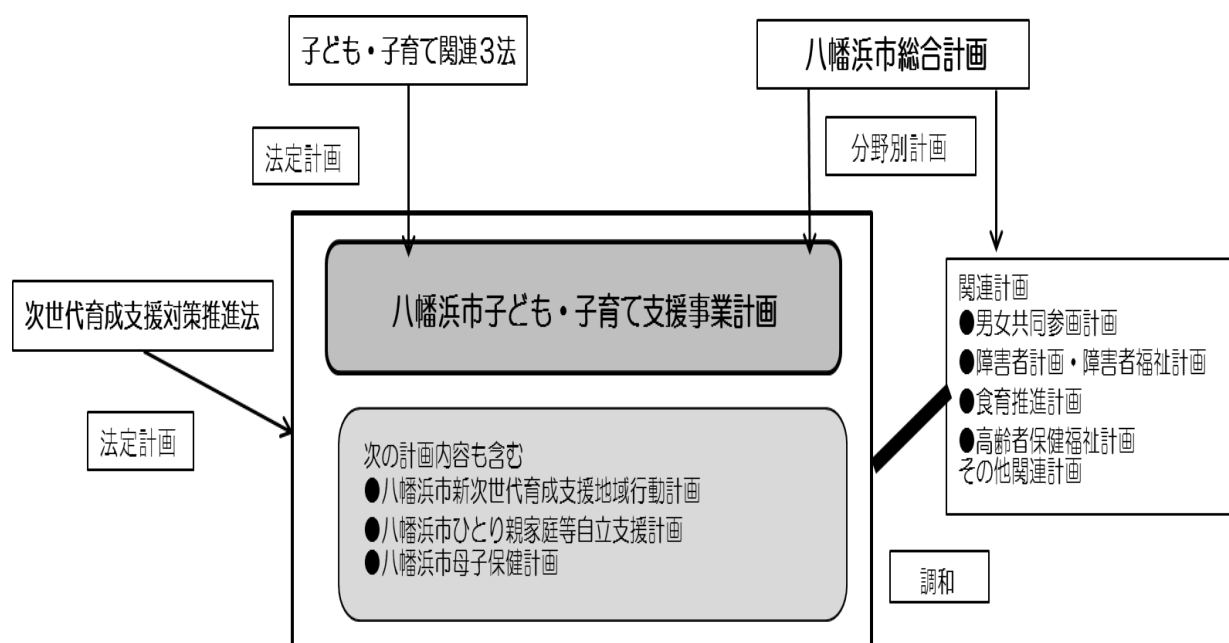 子ども・子育て関連３法
八幡浜市総合計画
法定計画
分野別計画
次世代育成支援対策推進法
八幡浜市子ども・子育て支援事業計画
関連計画
●男女共同参画計画
●障害者計画・障害者福祉計画
●食育推進計画
●高齢者保健福祉計画
その他関連計画
法定計画
次の計画内容も含む
●八幡浜市新次世代育成支援地域行動計画
●八幡浜市ひとり親家庭等自立支援計画
●八幡浜市母子保健計画
調和